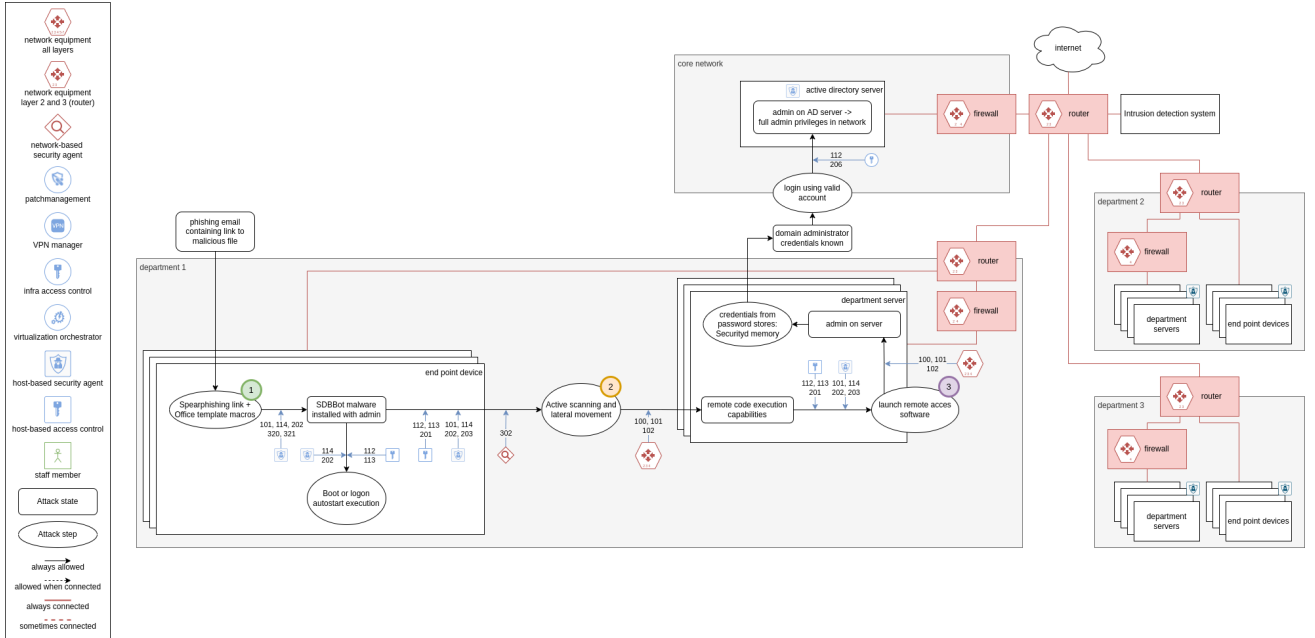 network equipment
all layers
network equipment
layer 2 and 3 (router)
network-based
security agent
patchmanagement
VPN
VPN manager
infra access control
virtualization orchestrator
host-based security agent
host-based access control
staff member
Attack state
Attack step
always allowed
allowed when connected
always connected
sometimes connected
phishing email
containing link to
malicious file
department 1
end point device
1
Spearphishing link +
Office template macros
101, 114, 202
320, 321
SDBBot malware
installed with admin
114
202
112
113
Boot or logon
autostart execution
112, 113
201
101, 114
202, 203
302
2
Active scanning and
lateral movement
100, 101
102
department server
credentials from
password stores:
Securityd memory
admin on server
remote code execution
capabilities
112, 113
201
101, 114
202, 203
3
launch remote acces
software
100, 101
102
router
firewall
domain administrator
credentials known
core network
active directory server
admin on AD server ->
full admin privileges in network
112
206
login using valid
account
firewall
internet
router
Intrusion detection system
department 2
router
firewall
department
servers
end point devices
department 3
router
firewall
department
servers
end point devices